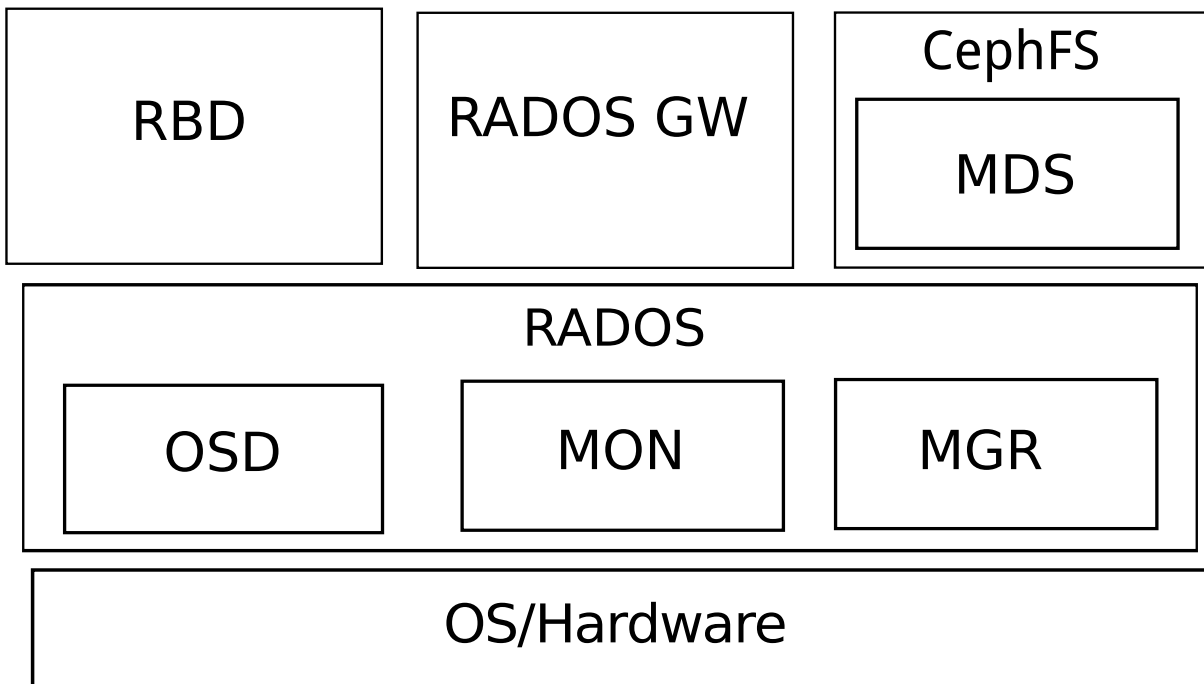 RBD
RADOS GW
CephFS
MDS
RADOS
OSD
MON
MGR
OS/Hardware